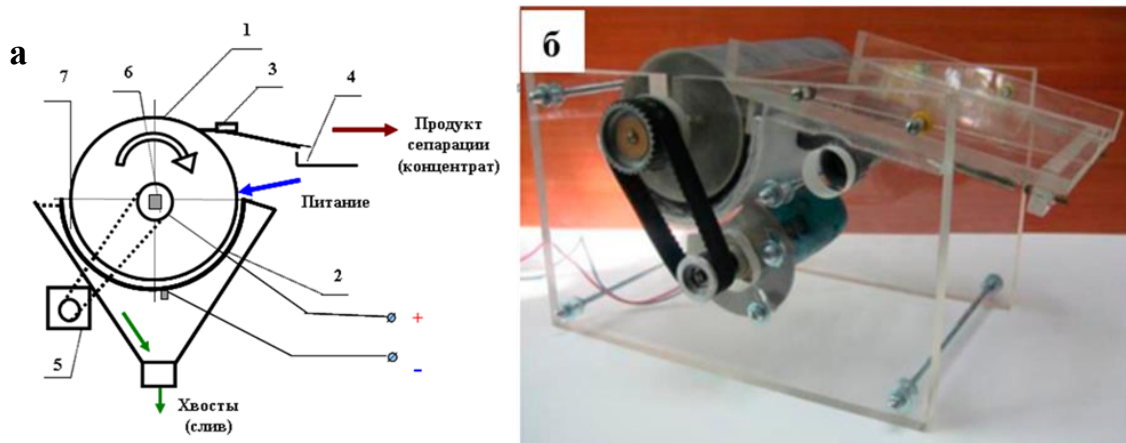 а
1
7
6
3
4
Продукт
сепарации
(концентрат)
Питание
2
+
5
-
Хвосты
(слив)
б